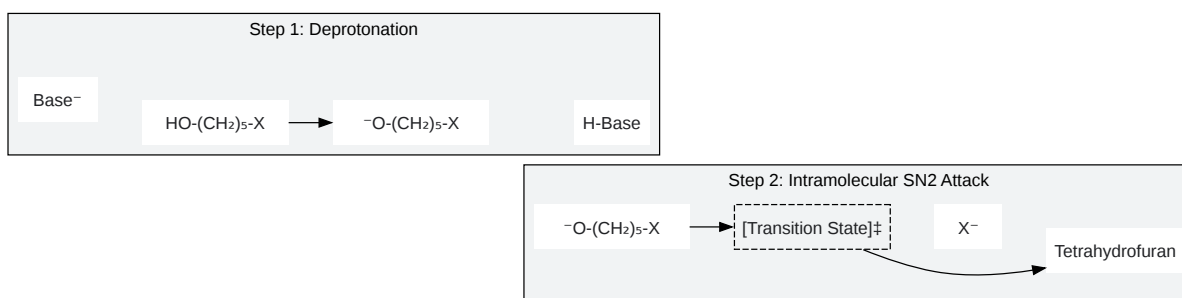 Step 1: Deprotonation
Base⁻
HO-(CH₂)₅-X
⁻O-(CH₂)₅-X
H-Base
Step 2: Intramolecular SN2 Attack
⁻O-(CH₂)₅-X
[Transition State]‡
X⁻
Tetrahydrofuran